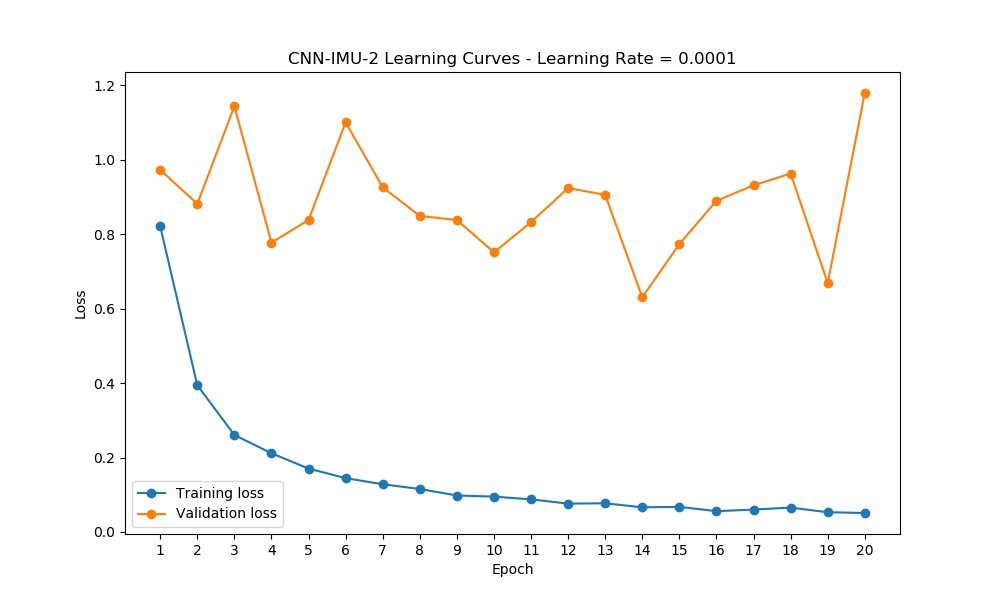 CNN-IMU-2 Learning Curves - Learning Rate = 0.0001
1.2
1.0
0.8
0.6
0.4
0.2
0.0
Loss
Training loss
Validation loss
1 2 3 4 5 6 7 8 9 10 11 12 13 14 15 16 17 18 19 20
Epoch